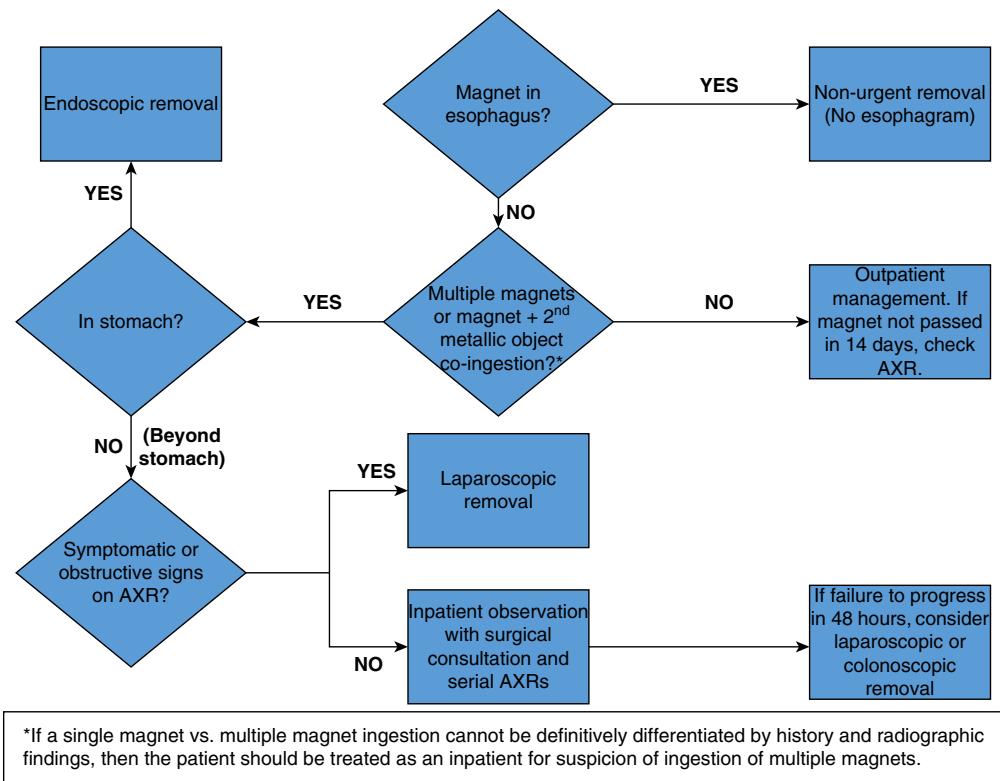 Endoscopic removal
Magnet in
esophagus?
YES
Non-urgent removal
(No esophagram)
YES
NO
In stomach?
YES
Multiple magnets
or magnet + 2nd
metallic object
co-ingestion?*
NO
Outpatient
management. If
magnet not passed
in 14 days, check
AXR.
NO
(Beyond
stomach)
YES
Laparoscopic
removal
Symptomatic or
obstructive signs
on AXR?
NO
Inpatient observation
with surgical
consultation and
serial AXRs
If failure to progress
in 48 hours, consider
laparoscopic or
colonoscopic
removal
*If a single magnet vs. multiple magnet ingestion cannot be definitively differentiated by history and radiographic
findings, then the patient should be treated as an inpatient for suspicion of ingestion of multiple magnets.